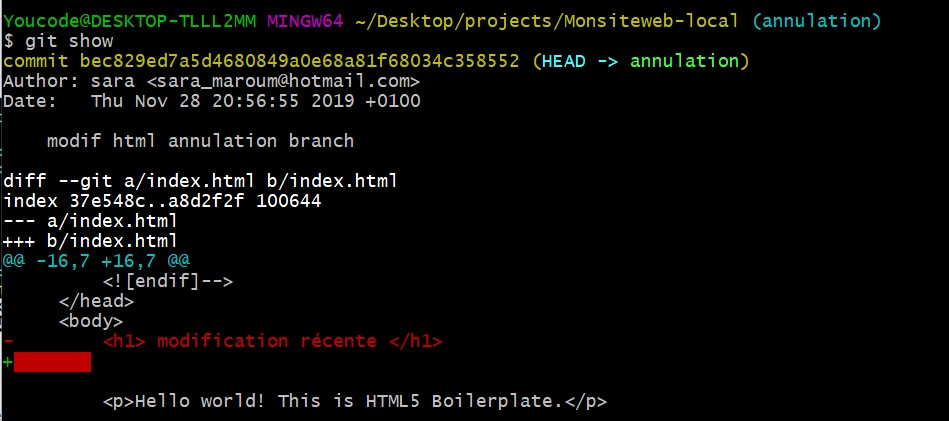 Youcode@DESKTOP-TLLL2MM MINGW64 ~/Desktop/projects/Monsiteweb-local (annulation)
$ git show
commit bec829ed7a5d4680849a0e68a81f68034c358552 (HEAD -> annulation)
Author: sara <sara_maroum@hotmail.com>
Date:   Thu Nov 28 20:56:55 2019 +0100
    modif html annulation branch
diff --git a/index.html b/index.html
index 37e548c..a8d2f2f 100644
--- a/index.html
+++ b/index.html
@@ -16,7 +16,7 @@
         <![endif]-->
     </head>
     <body>
-        <h1> modification récente </h1>
+
         <p>Hello world! This is HTML5 Boilerplate.</p>